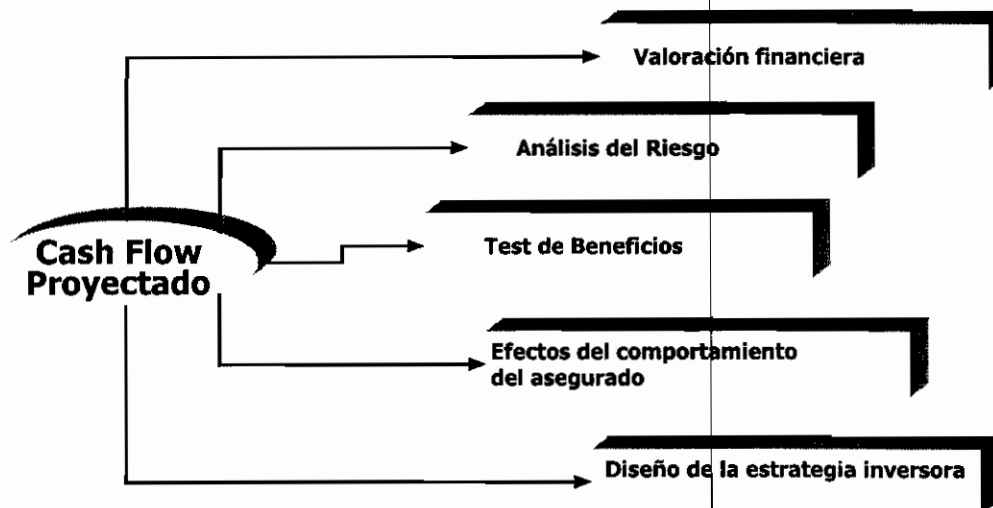 Valoración financiera
Análisis del Riesgo
Cash Flow
Proyectado
Test de Beneficios
Efectos del comportamiento
del asegurado
Diseño de la estrategia inversora